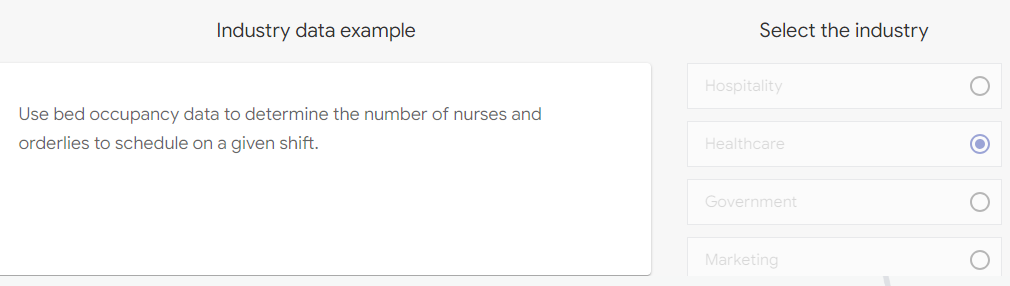 Industry data example
Select the industry
Use bed occupancy data to determine the number of nurses and
orderlies to schedule on a given shift.
Hospitality
Healthcare
Government
Marketing